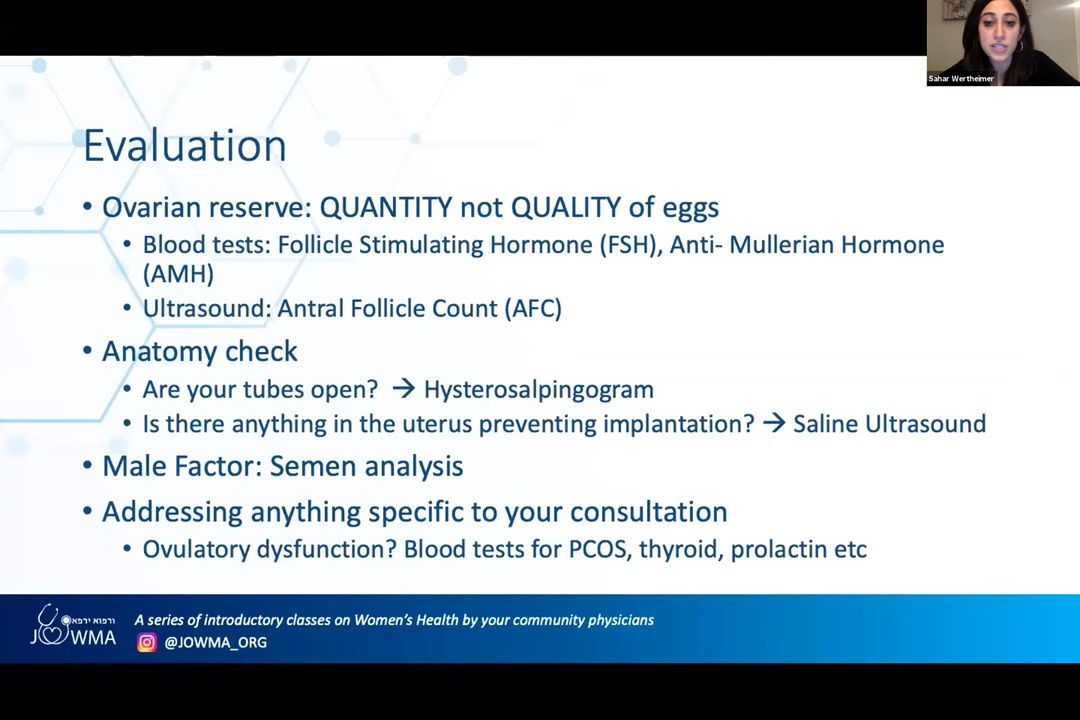 Sahar Wertheimer
Evaluation
• Ovarian reserve: QUANTITY not QUALITY of eggs
• Blood tests: Follicle Stimulating Hormone (FSH), Anti- Mullerian Hormone
(AMH)
• Ultrasound: Antral Follicle Count (AFC)
• Anatomy check
• Are your tubes open? → Hysterosalpingogram
• Is there anything in the uterus preventing implantation? → Saline Ultrasound
• Male Factor: Semen analysis
• Addressing anything specific to your consultation
• Ovulatory dysfunction? Blood tests for PCOS, thyroid, prolactin etc
ורפוא ירפא
JOWMA
A series of introductory classes on Women's Health by your community physicians
@JOWMA_ORG